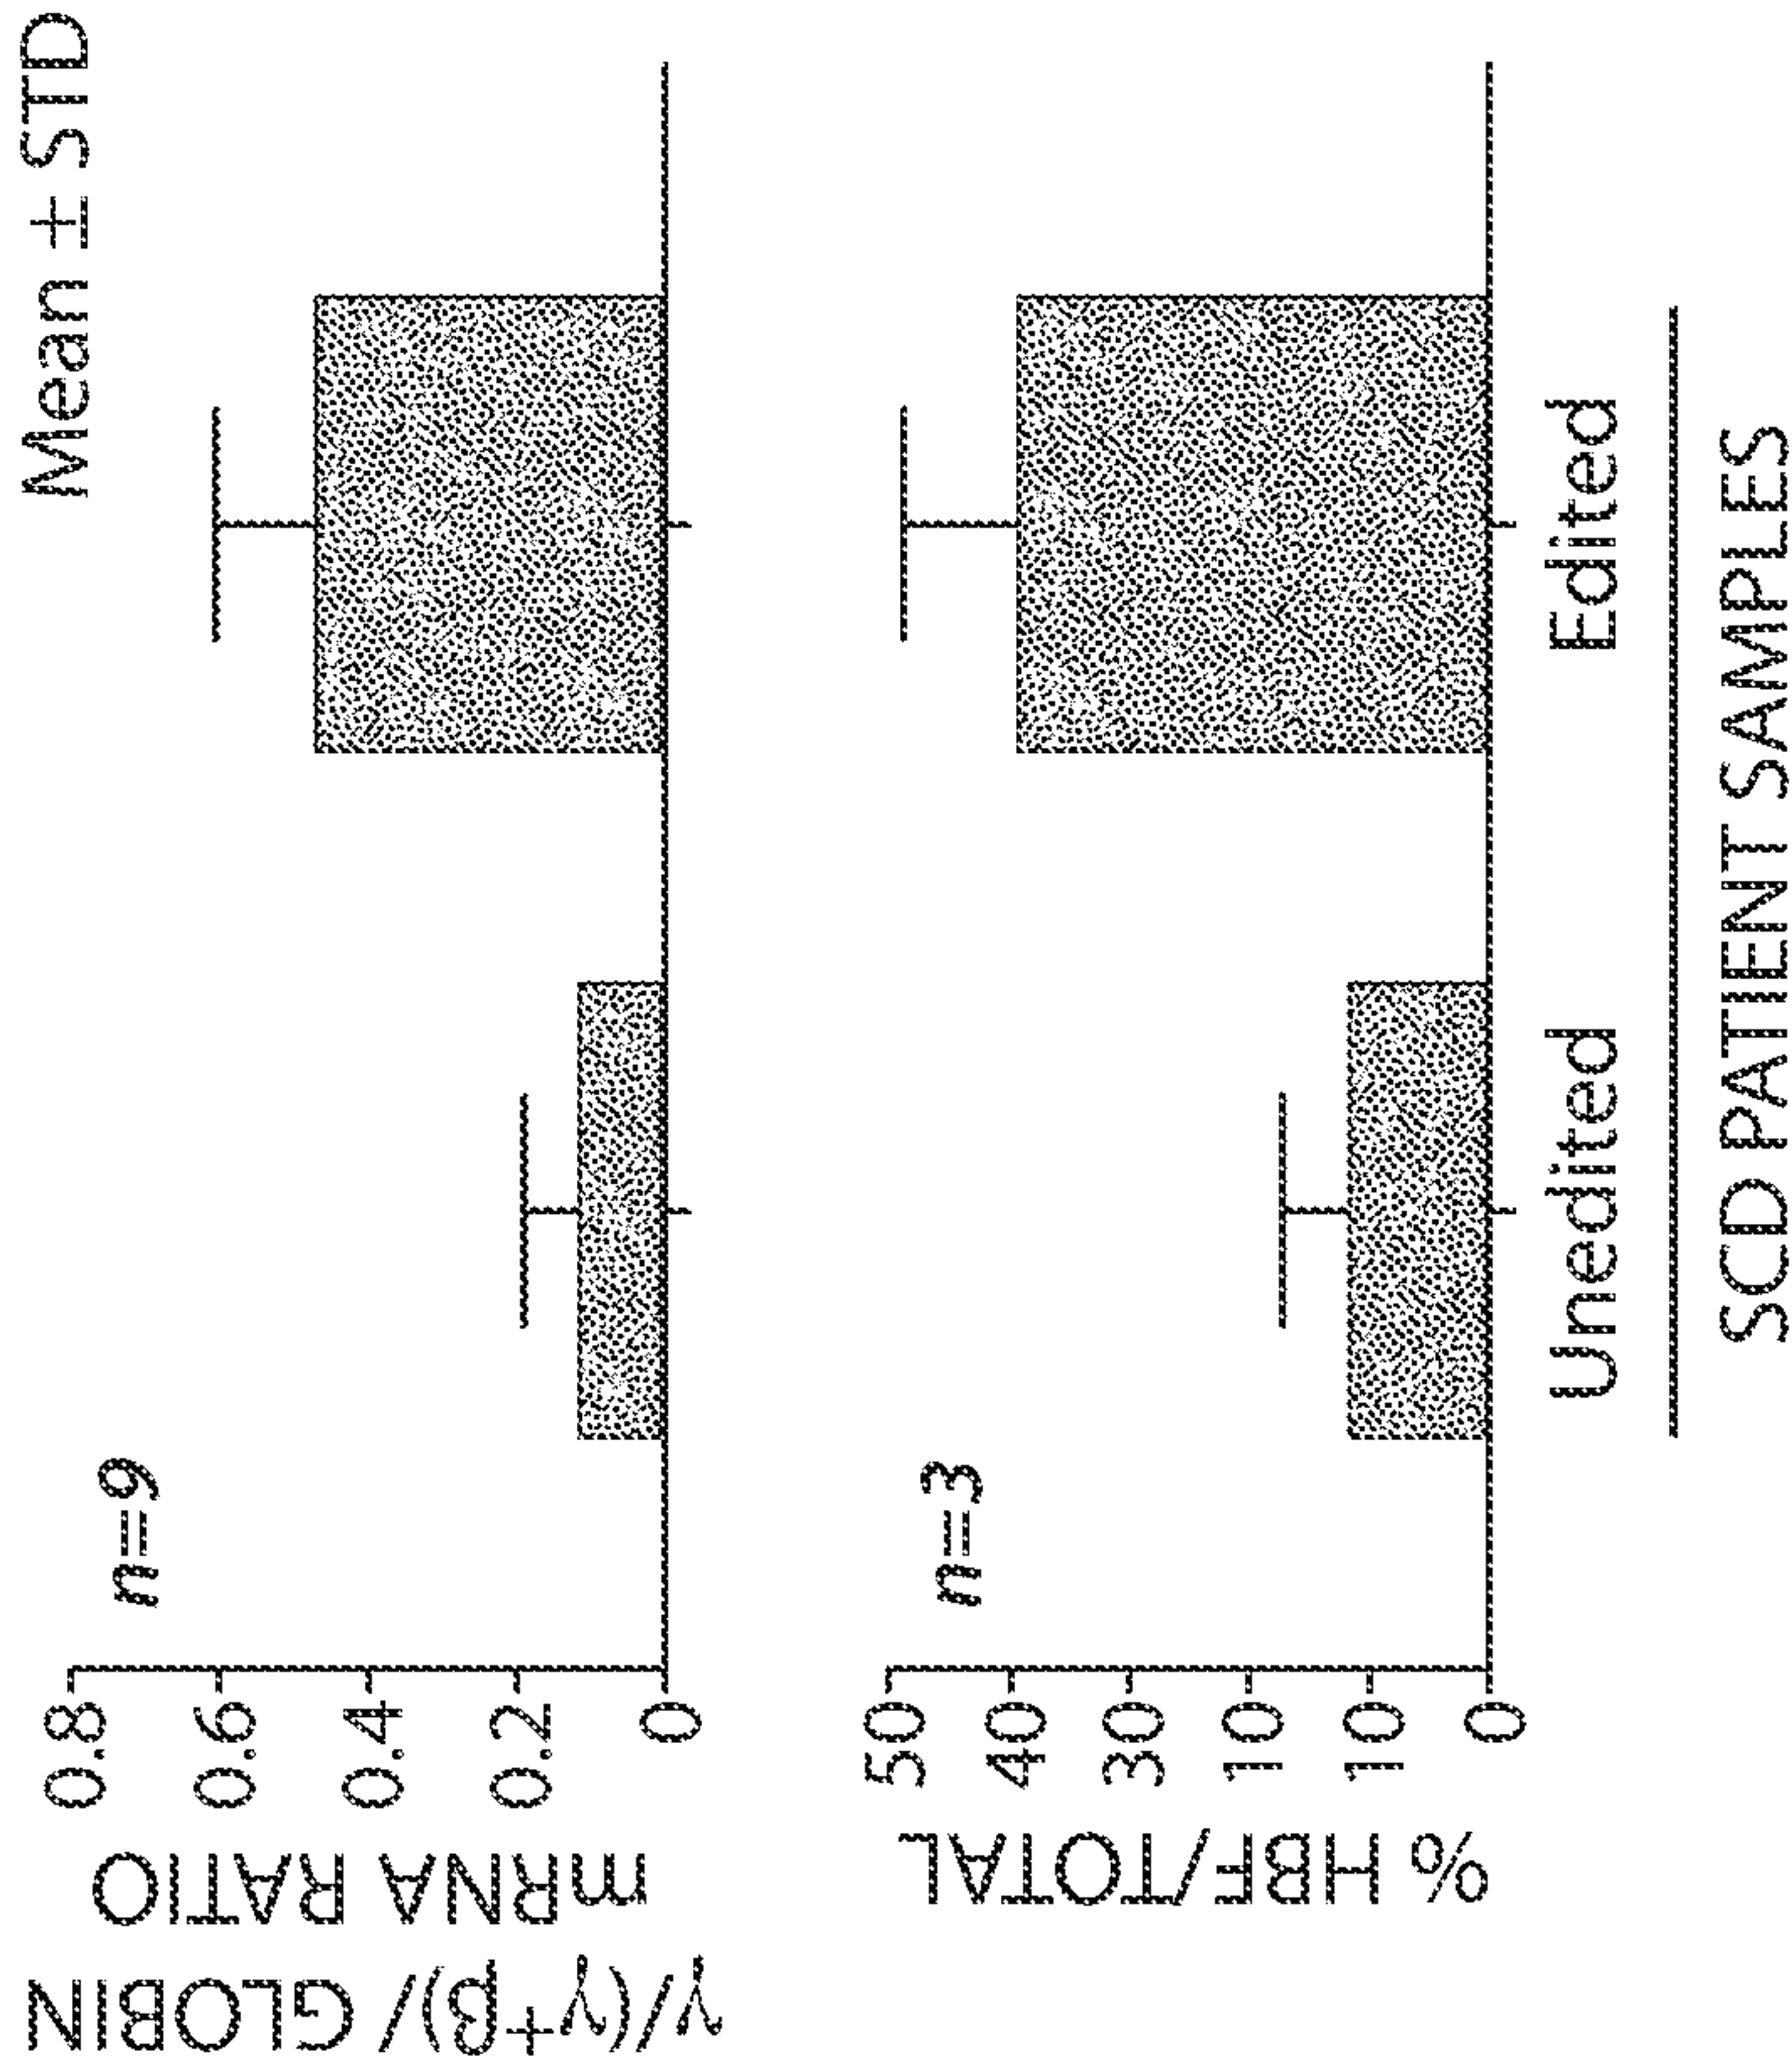 Mean ± STD
γ/(γ+β)/ GLOBIN
mRNA RATIO
0.8
0.6
0.4
0.2
0
n=9
% HBF/TOTAL
50
40
30
10
10
0
n=3
Unedited Edited
SCD PATIENT SAMPLES